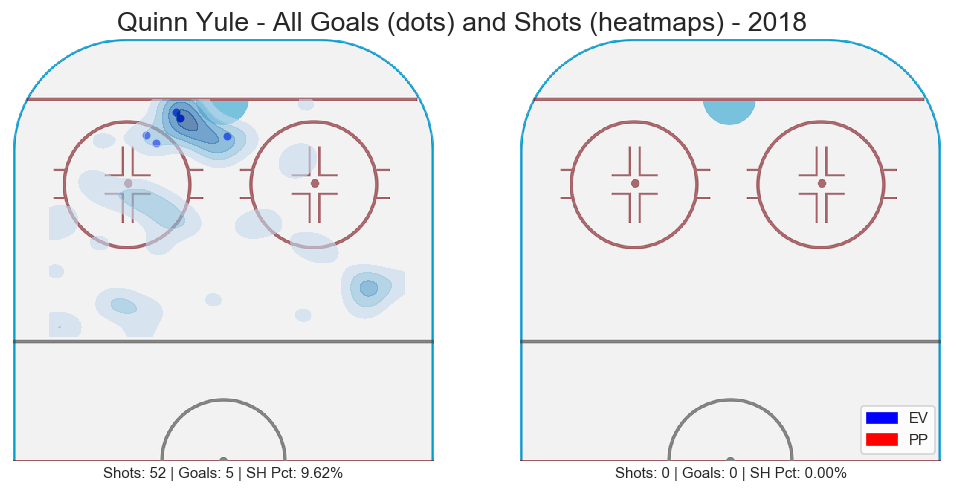 Quinn Yule - All Goals (dots) and Shots (heatmaps) - 2018
EV
PP
Shots: 52 | Goals: 5 | SH Pct: 9.62%
Shots: 0 | Goals: 0 | SH Pct: 0.00%